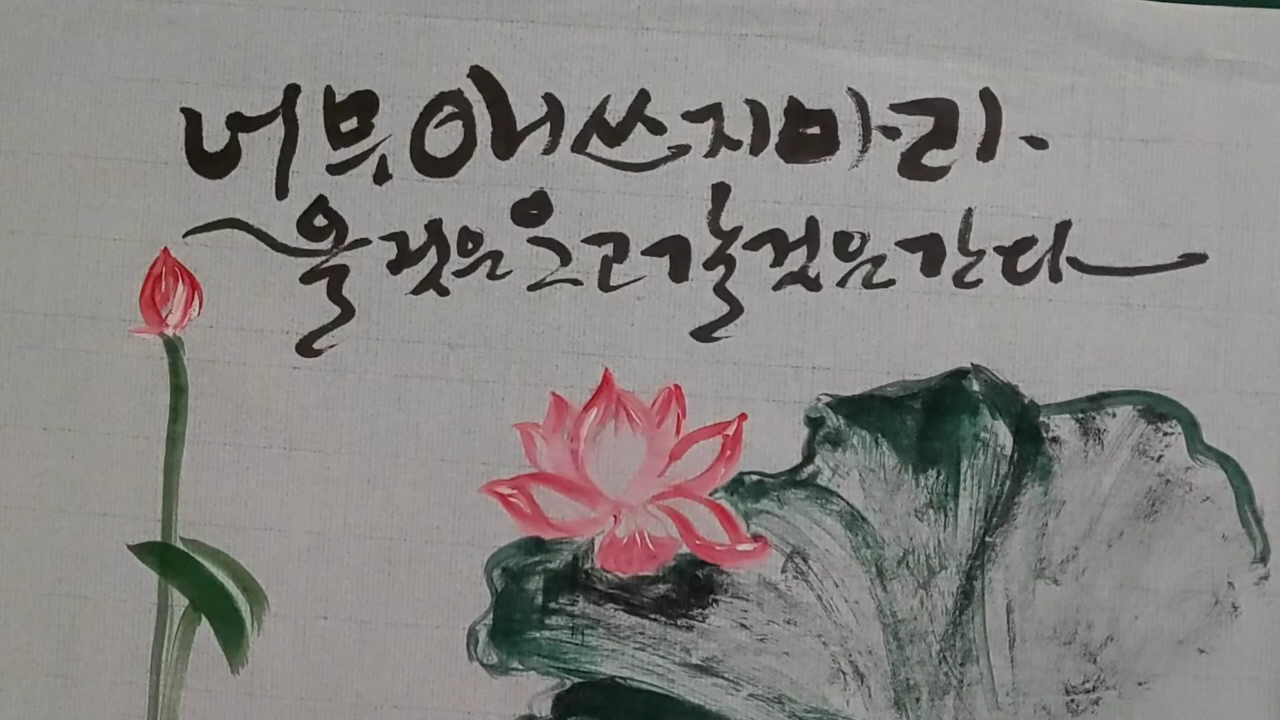 너무 애쓰지 마라.
올 것은 오고 갈 것은 간다